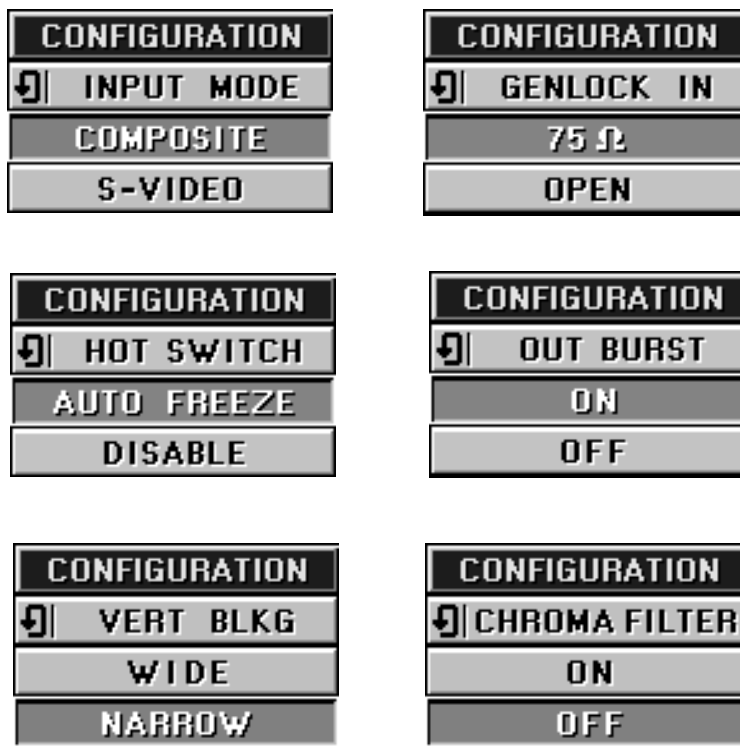 CONFIGURATION
INPUT MODE
COMPOSITE
S-VIDEO
CONFIGURATION
GENLOCK IN
75 Ω
OPEN
CONFIGURATION
HOT SWITCH
AUTO FREEZE
DISABLE
CONFIGURATION
OUT BURST
ON
OFF
CONFIGURATION
VERT BLKG
WIDE
NARROW
CONFIGURATION
CHROMA FILTER
ON
OFF